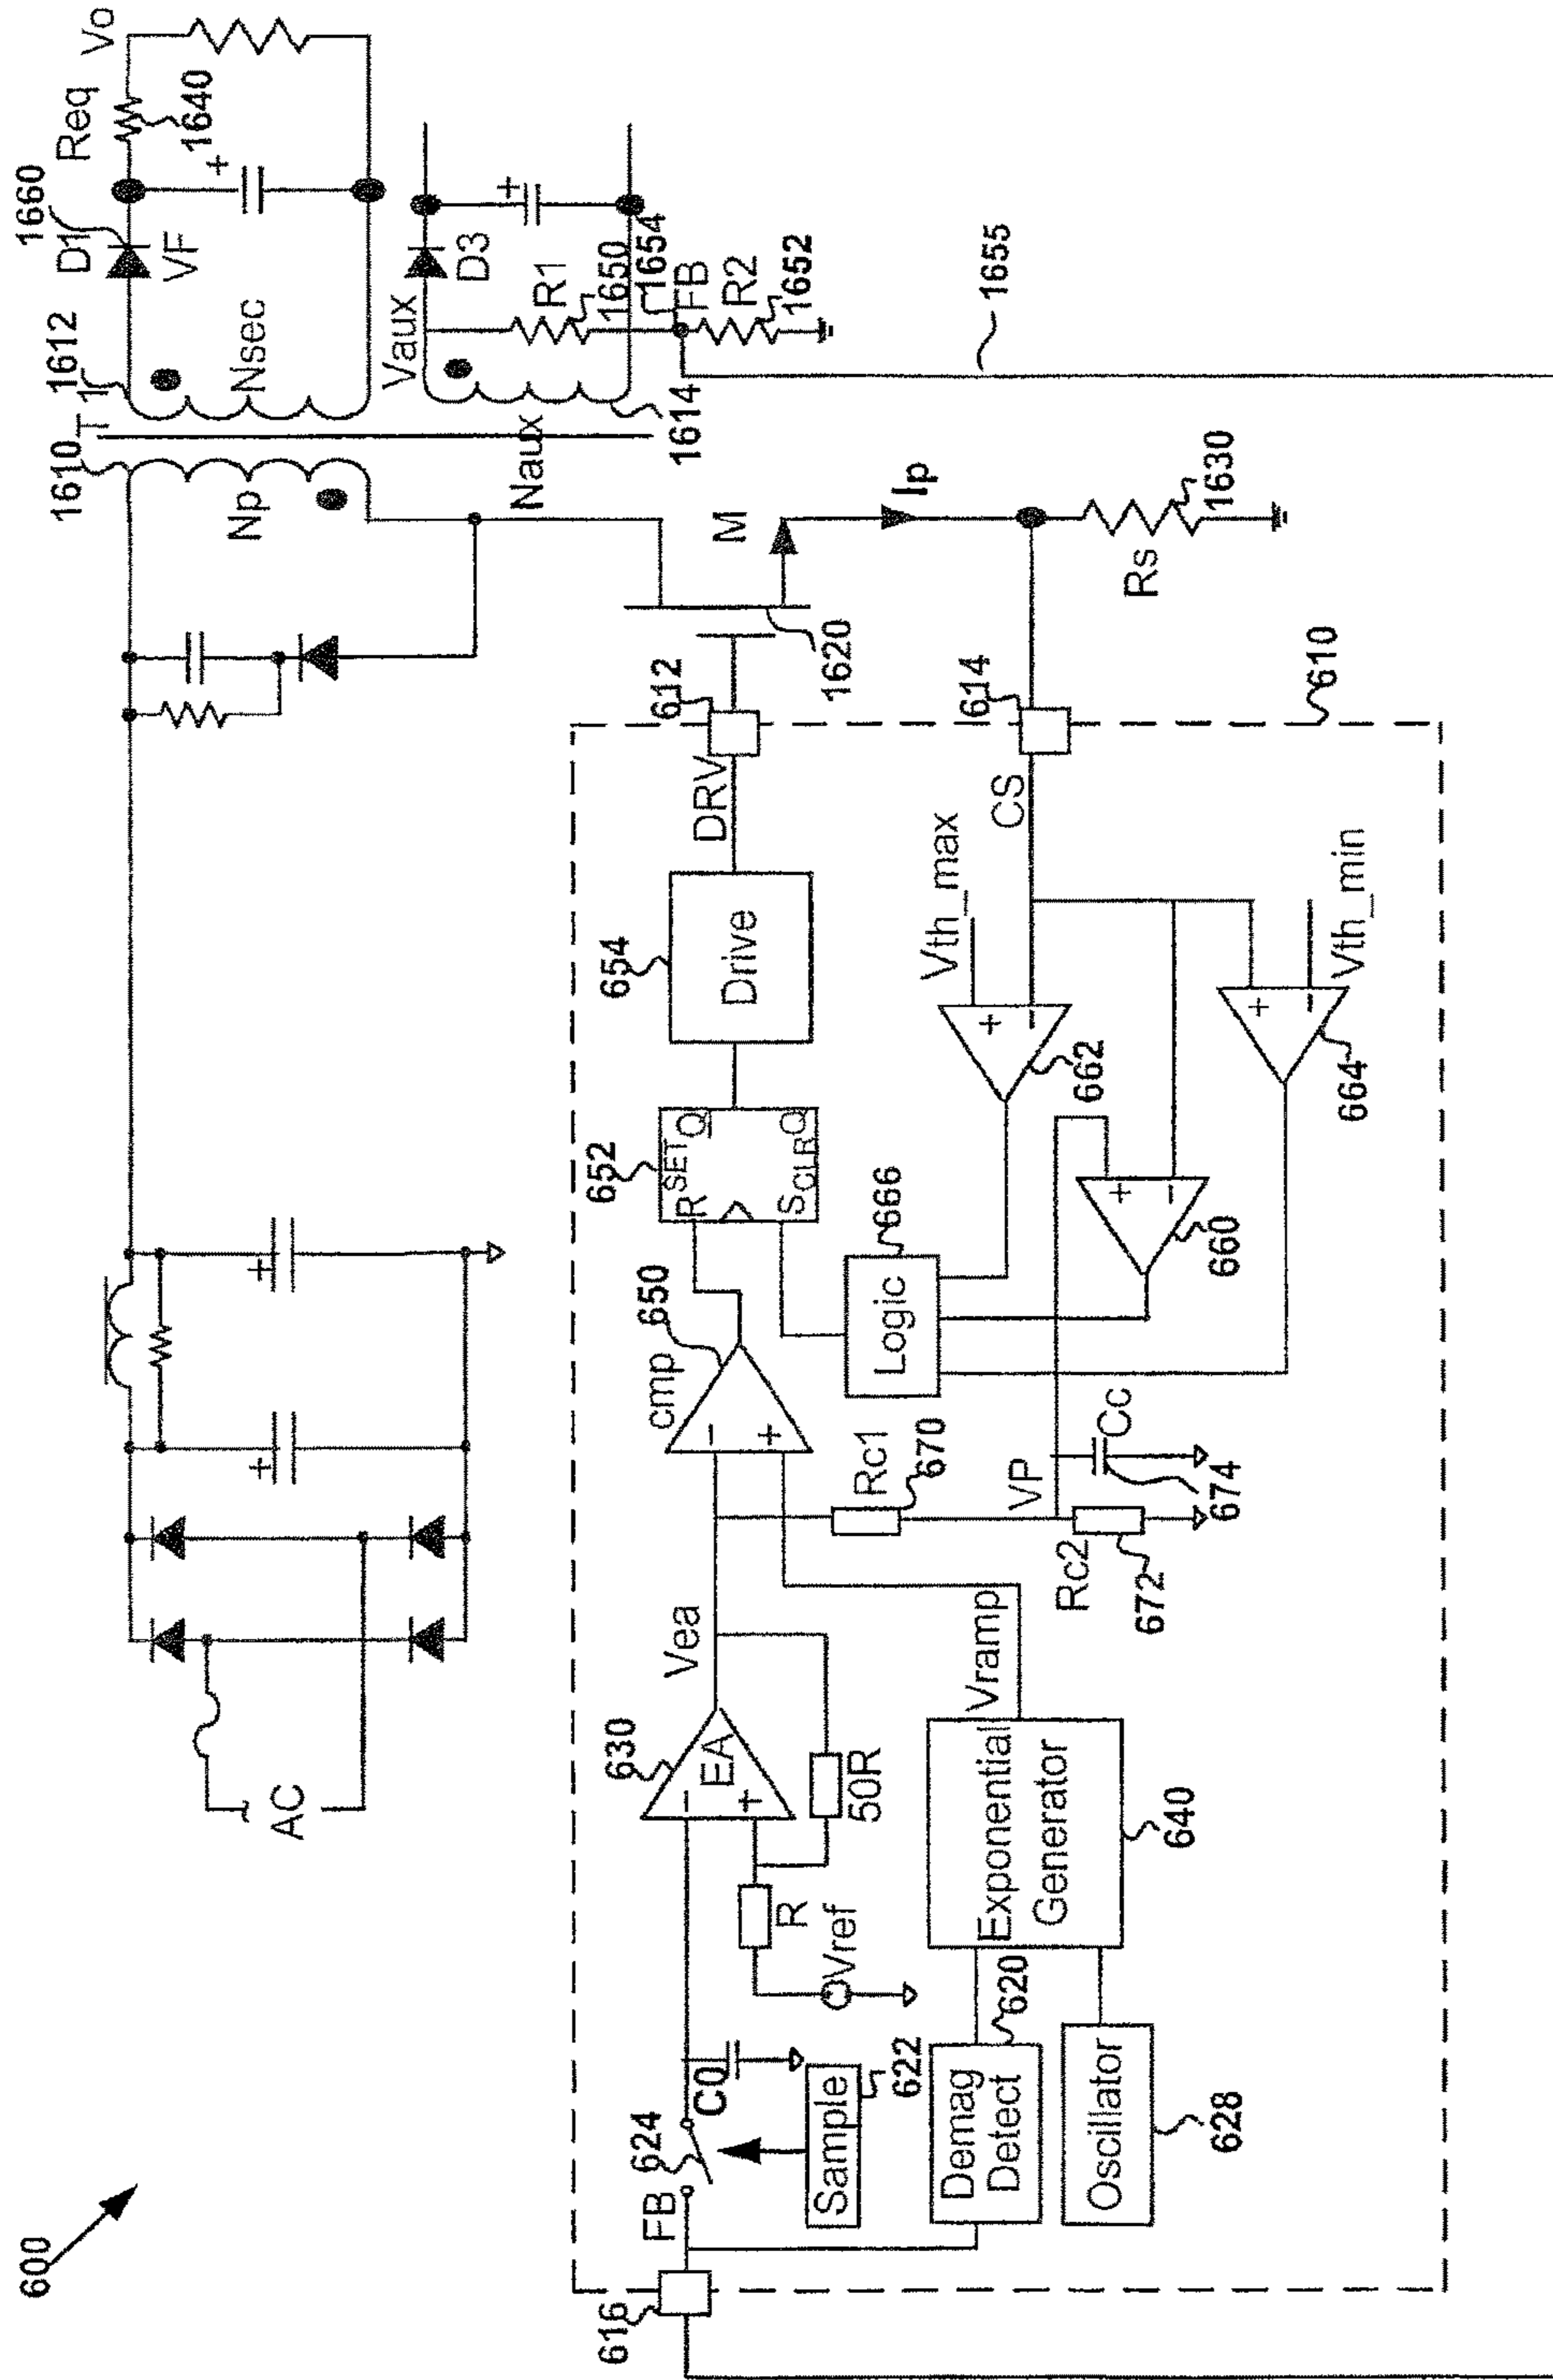 600
AC
1610
T1
1612
1660
D1
Req
Vo
VF
1640
Np
Nsec
Naux
Vaux
D3
R1
1650
1654
FB
R2
1652
1614
1655
M
Ip
1620
Rs
1630
610
616
FB
624
C0
Sample
622
Demag
Detect
620
Oscillator
628
R
Vref
630
EA
-
+
50R
Vea
Exponential
Generator
640
Vramp
cmp
650
-
+
Rc1
670
VP
Cc
674
Rc2
672
652
R SET Q
S CLR Q
654
Drive
DRV
612
Logic
666
662
+
-
Vth_max
CS
614
660
+
-
664
+
-
Vth_min
+
+
+
+